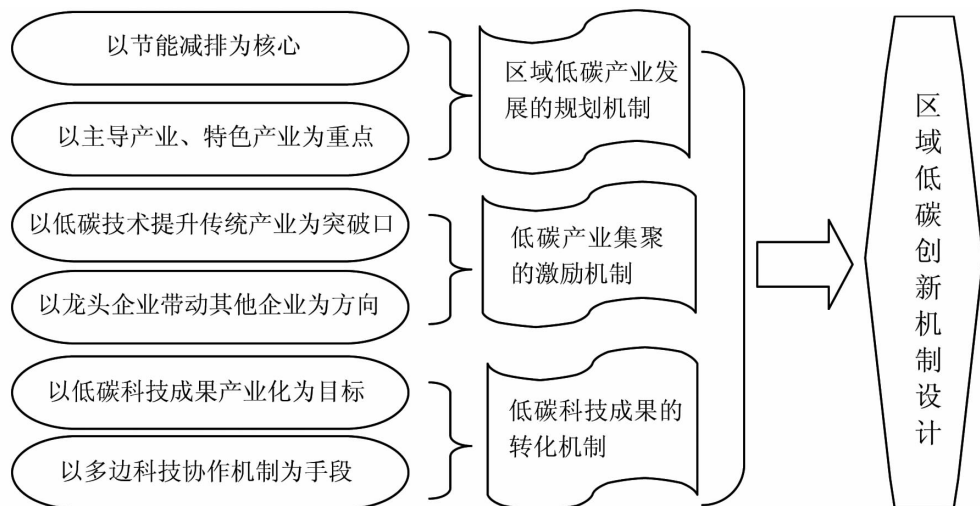 以节能减排为核心
以主导产业、特色产业为重点
区域低碳产业发
展的规划机制
以低碳技术提升传统产业为突破口
以龙头企业带动其他企业为方向
低碳产业集聚
的激励机制
以低碳科技成果产业化为目标
以多边科技协作机制为手段
低碳科技成果的
转化机制
区域低碳创新机制设计